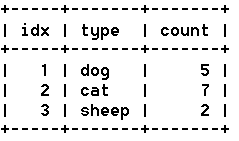 +-----+-------+-------+
| idx | type  | count |
+-----+-------+-------+
|   1 | dog   |     5 |
|   2 | cat   |     7 |
|   3 | sheep |     2 |
+-----+-------+-------+